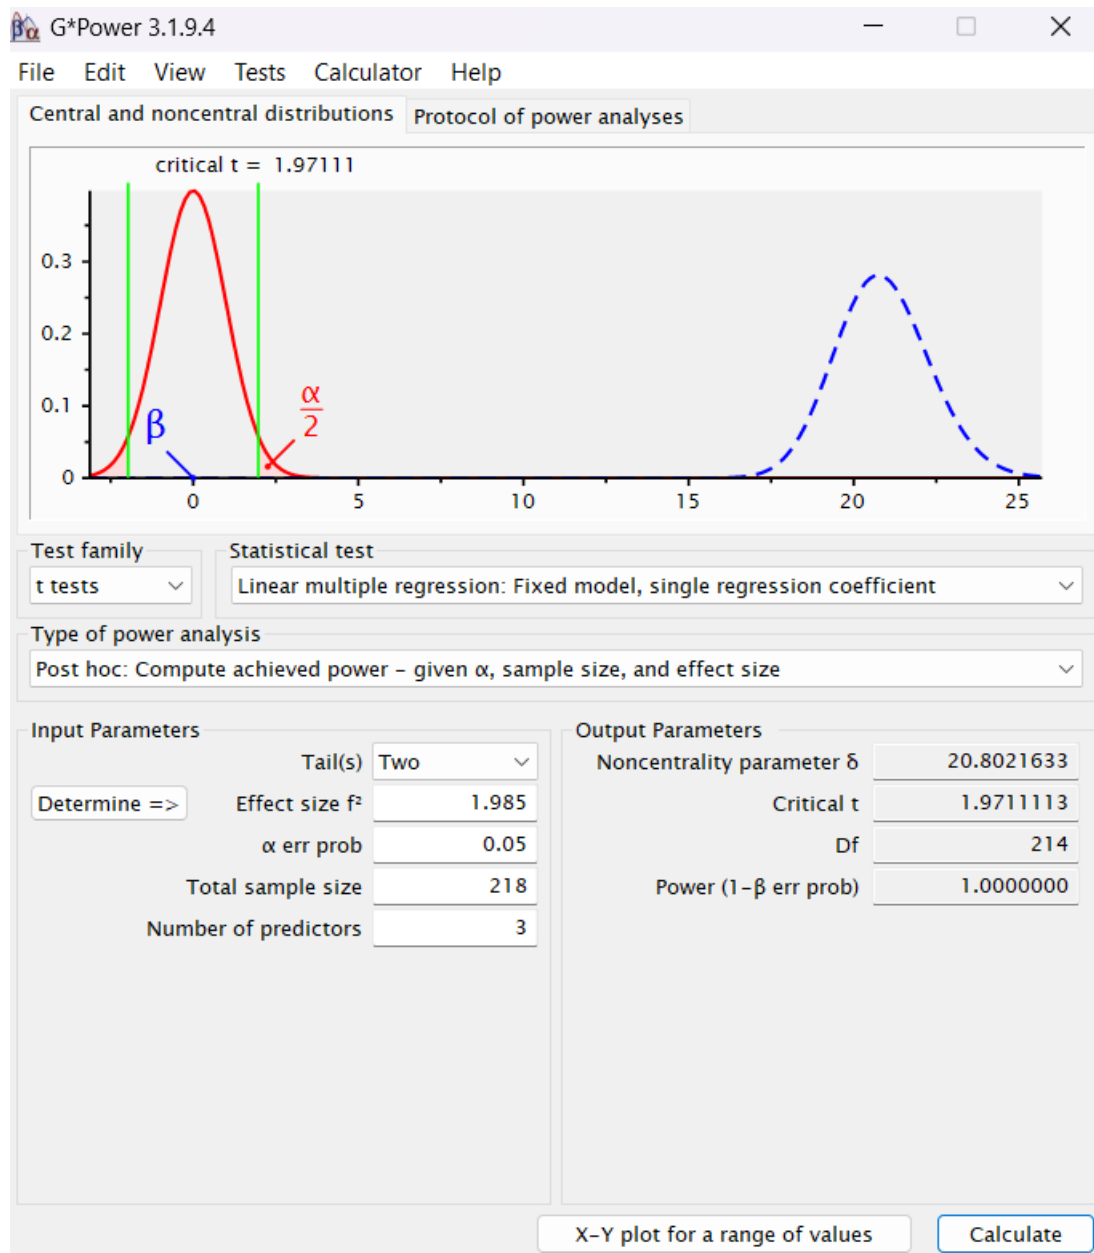 G*Power 3.1.9.4
File Edit View Tests Calculator Help
Central and noncentral distributions Protocol of power analyses
critical t = 1.97111
0.3
0.2
0.1
0
β
α
2
0 5 10 15 20 25
Test family
t tests
Statistical test
Linear multiple regression: Fixed model, single regression coefficient
Type of power analysis
Post hoc: Compute achieved power – given α, sample size, and effect size
Input Parameters
Tail(s) Two
Determine => Effect size f² 1.985
α err prob 0.05
Total sample size 218
Number of predictors 3
Output Parameters
Noncentrality parameter δ 20.8021633
Critical t 1.9711113
Df 214
Power (1-β err prob) 1.0000000
X-Y plot for a range of values Calculate